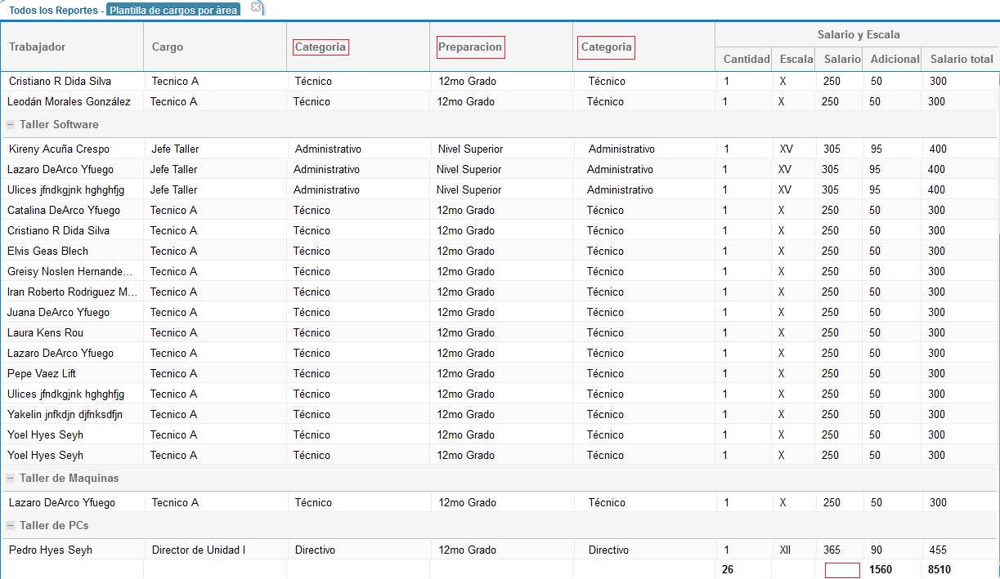 Todos los Reportes - Plantilla de cargos por área
Trabajador Cargo Categoria Preparacion Categoria Salario y Escala
Cantidad Escala Salario Adicional Salario total
Cristiano R Dida Silva Tecnico A Técnico 12mo Grado Técnico 1 X 250 50 300
Leodán Morales González Tecnico A Técnico 12mo Grado Técnico 1 X 250 50 300
Taller Software
Kireny Acuña Crespo Jefe Taller Administrativo Nivel Superior Administrativo 1 XV 305 95 400
Lazaro DeArco Yfuego Jefe Taller Administrativo Nivel Superior Administrativo 1 XV 305 95 400
Ulices jfndkgjnk hghghfjg Jefe Taller Administrativo Nivel Superior Administrativo 1 XV 305 95 400
Catalina DeArco Yfuego Tecnico A Técnico 12mo Grado Técnico 1 X 250 50 300
Cristiano R Dida Silva Tecnico A Técnico 12mo Grado Técnico 1 X 250 50 300
Elvis Geas Blech Tecnico A Técnico 12mo Grado Técnico 1 X 250 50 300
Greisy Noslen Hernande... Tecnico A Técnico 12mo Grado Técnico 1 X 250 50 300
Iran Roberto Rodriguez M... Tecnico A Técnico 12mo Grado Técnico 1 X 250 50 300
Juana DeArco Yfuego Tecnico A Técnico 12mo Grado Técnico 1 X 250 50 300
Laura Kens Rou Tecnico A Técnico 12mo Grado Técnico 1 X 250 50 300
Lazaro DeArco Yfuego Tecnico A Técnico 12mo Grado Técnico 1 X 250 50 300
Pepe Vaez Lift Tecnico A Técnico 12mo Grado Técnico 1 X 250 50 300
Ulices jfndkgjnk hghghfjg Tecnico A Técnico 12mo Grado Técnico 1 X 250 50 300
Yakelin jnfkdjn djfnksdfjn Tecnico A Técnico 12mo Grado Técnico 1 X 250 50 300
Yoel Hyes Seyh Tecnico A Técnico 12mo Grado Técnico 1 X 250 50 300
Yoel Hyes Seyh Tecnico A Técnico 12mo Grado Técnico 1 X 250 50 300
Taller de Maquinas
Lazaro DeArco Yfuego Tecnico A Técnico 12mo Grado Técnico 1 X 250 50 300
Taller de PCs
Pedro Hyes Seyh Director de Unidad I Directivo 12mo Grado Directivo 1 XII 365 90 455
26 1560 8510